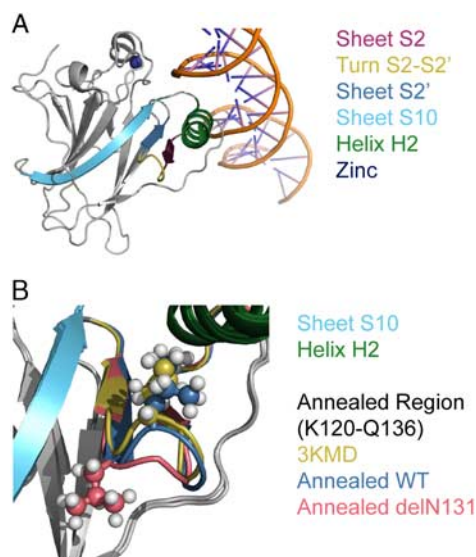 A
Sheet S2
Turn S2-S2'
Sheet S2'
Sheet S10
Helix H2
Zinc
B
Sheet S10
Helix H2
Annealed Region
(K120-Q136)
3KMD
Annealed WT
Annealed delN131